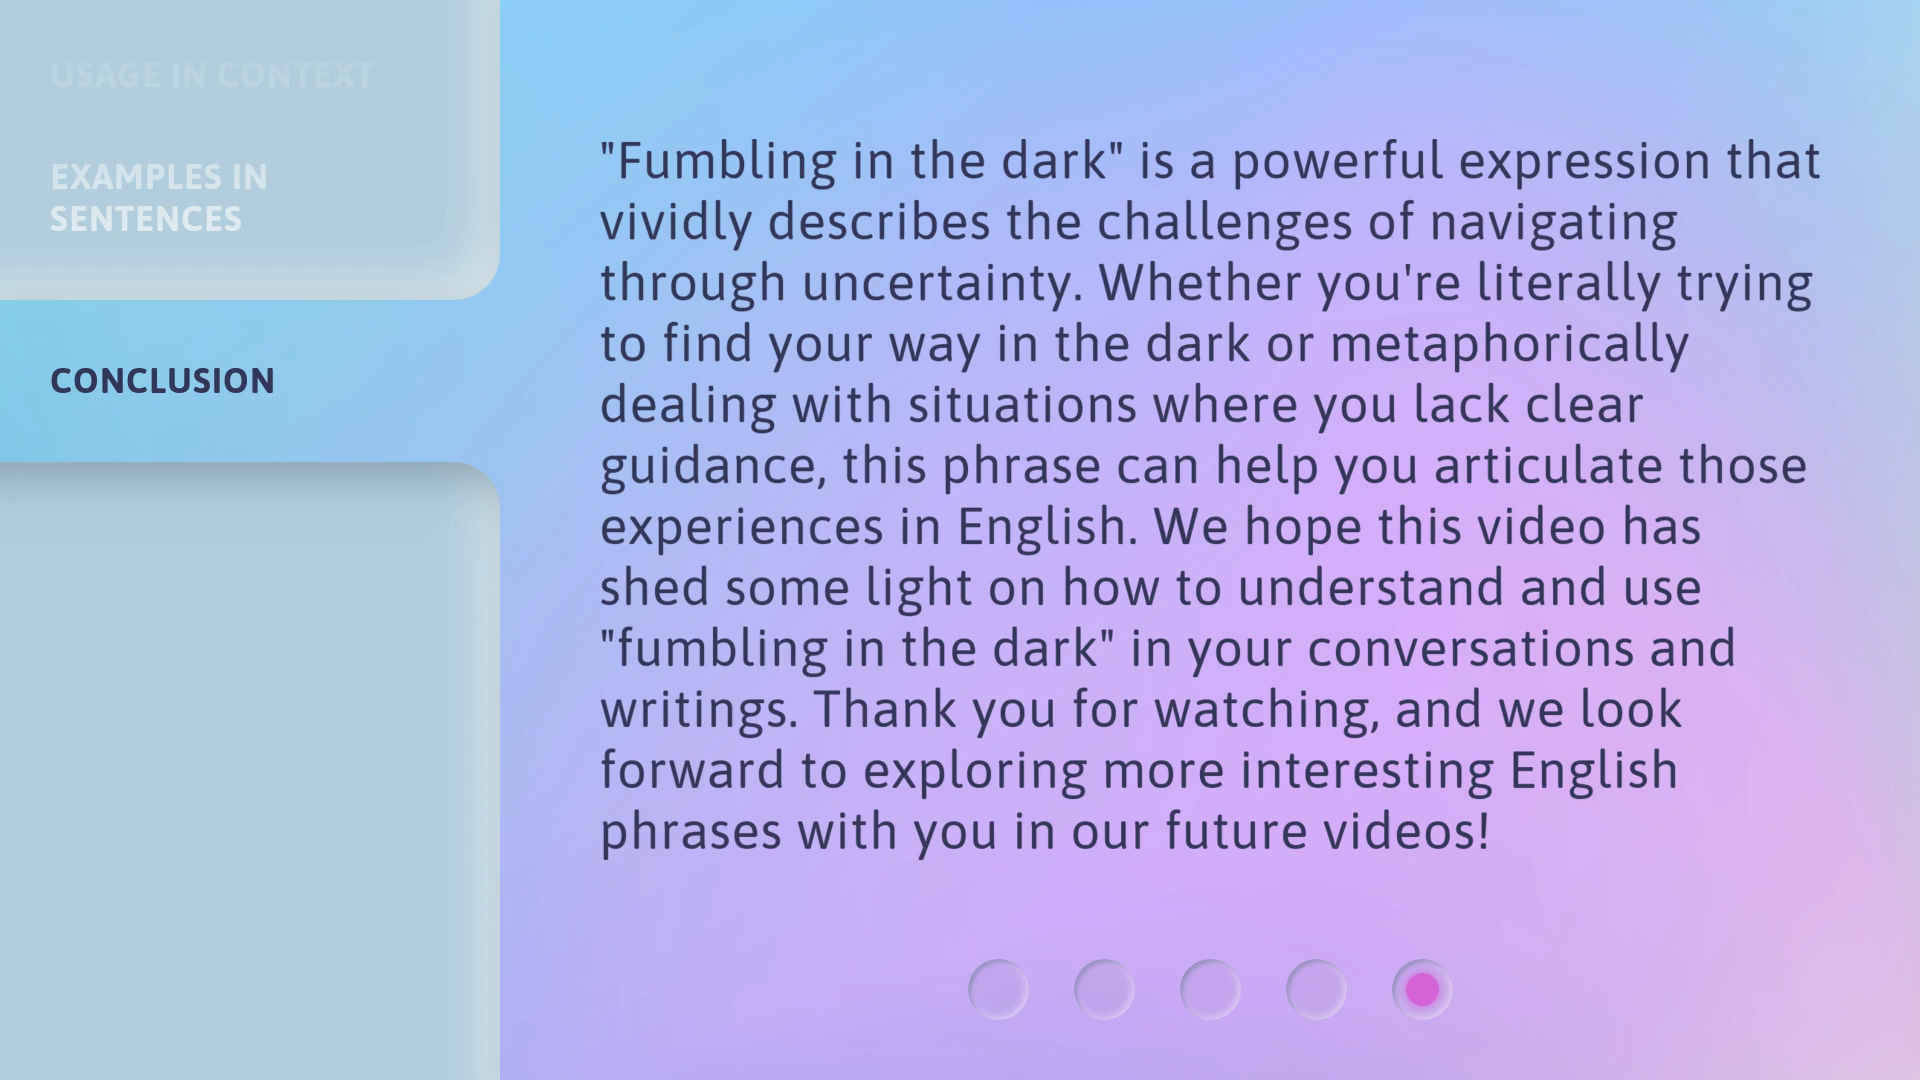 USAGE IN CONTEXT
EXAMPLES IN
SENTENCES
CONCLUSION
"Fumbling in the dark" is a powerful expression that
vividly describes the challenges of navigating
through uncertainty. Whether you're literally trying
to find your way in the dark or metaphorically
dealing with situations where you lack clear
guidance, this phrase can help you articulate those
experiences in English. We hope this video has
shed some light on how to understand and use
"fumbling in the dark" in your conversations and
writings. Thank you for watching, and we look
forward to exploring more interesting English
phrases with you in our future videos!